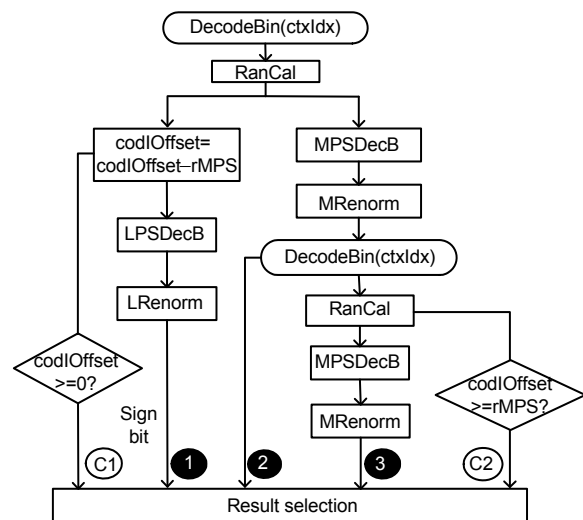 DecodeBin(ctxIdx)
RanCal
codIOffset=
codIOffset−rMPS
MPSDecB
MRenorm
LPSDecB
DecodeBin(ctxIdx)
LRenorm
RanCal
codIOffset
>=0?
MPSDecB
codIOffset
>=rMPS?
Sign
bit
MRenorm
C1
1
2
3
C2
Result selection